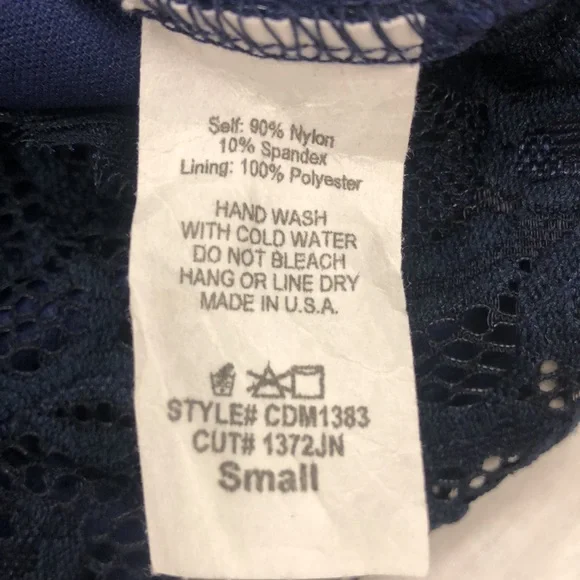 Self: 90% Nylon
10% Spandex
Lining: 100% Polyester
HAND WASH
WITH COLD WATER
DO NOT BLEACH
HANG OR LINE DRY
MADE IN U.S.A.
STYLE# CDM1383
CUT# 1372JN
Small